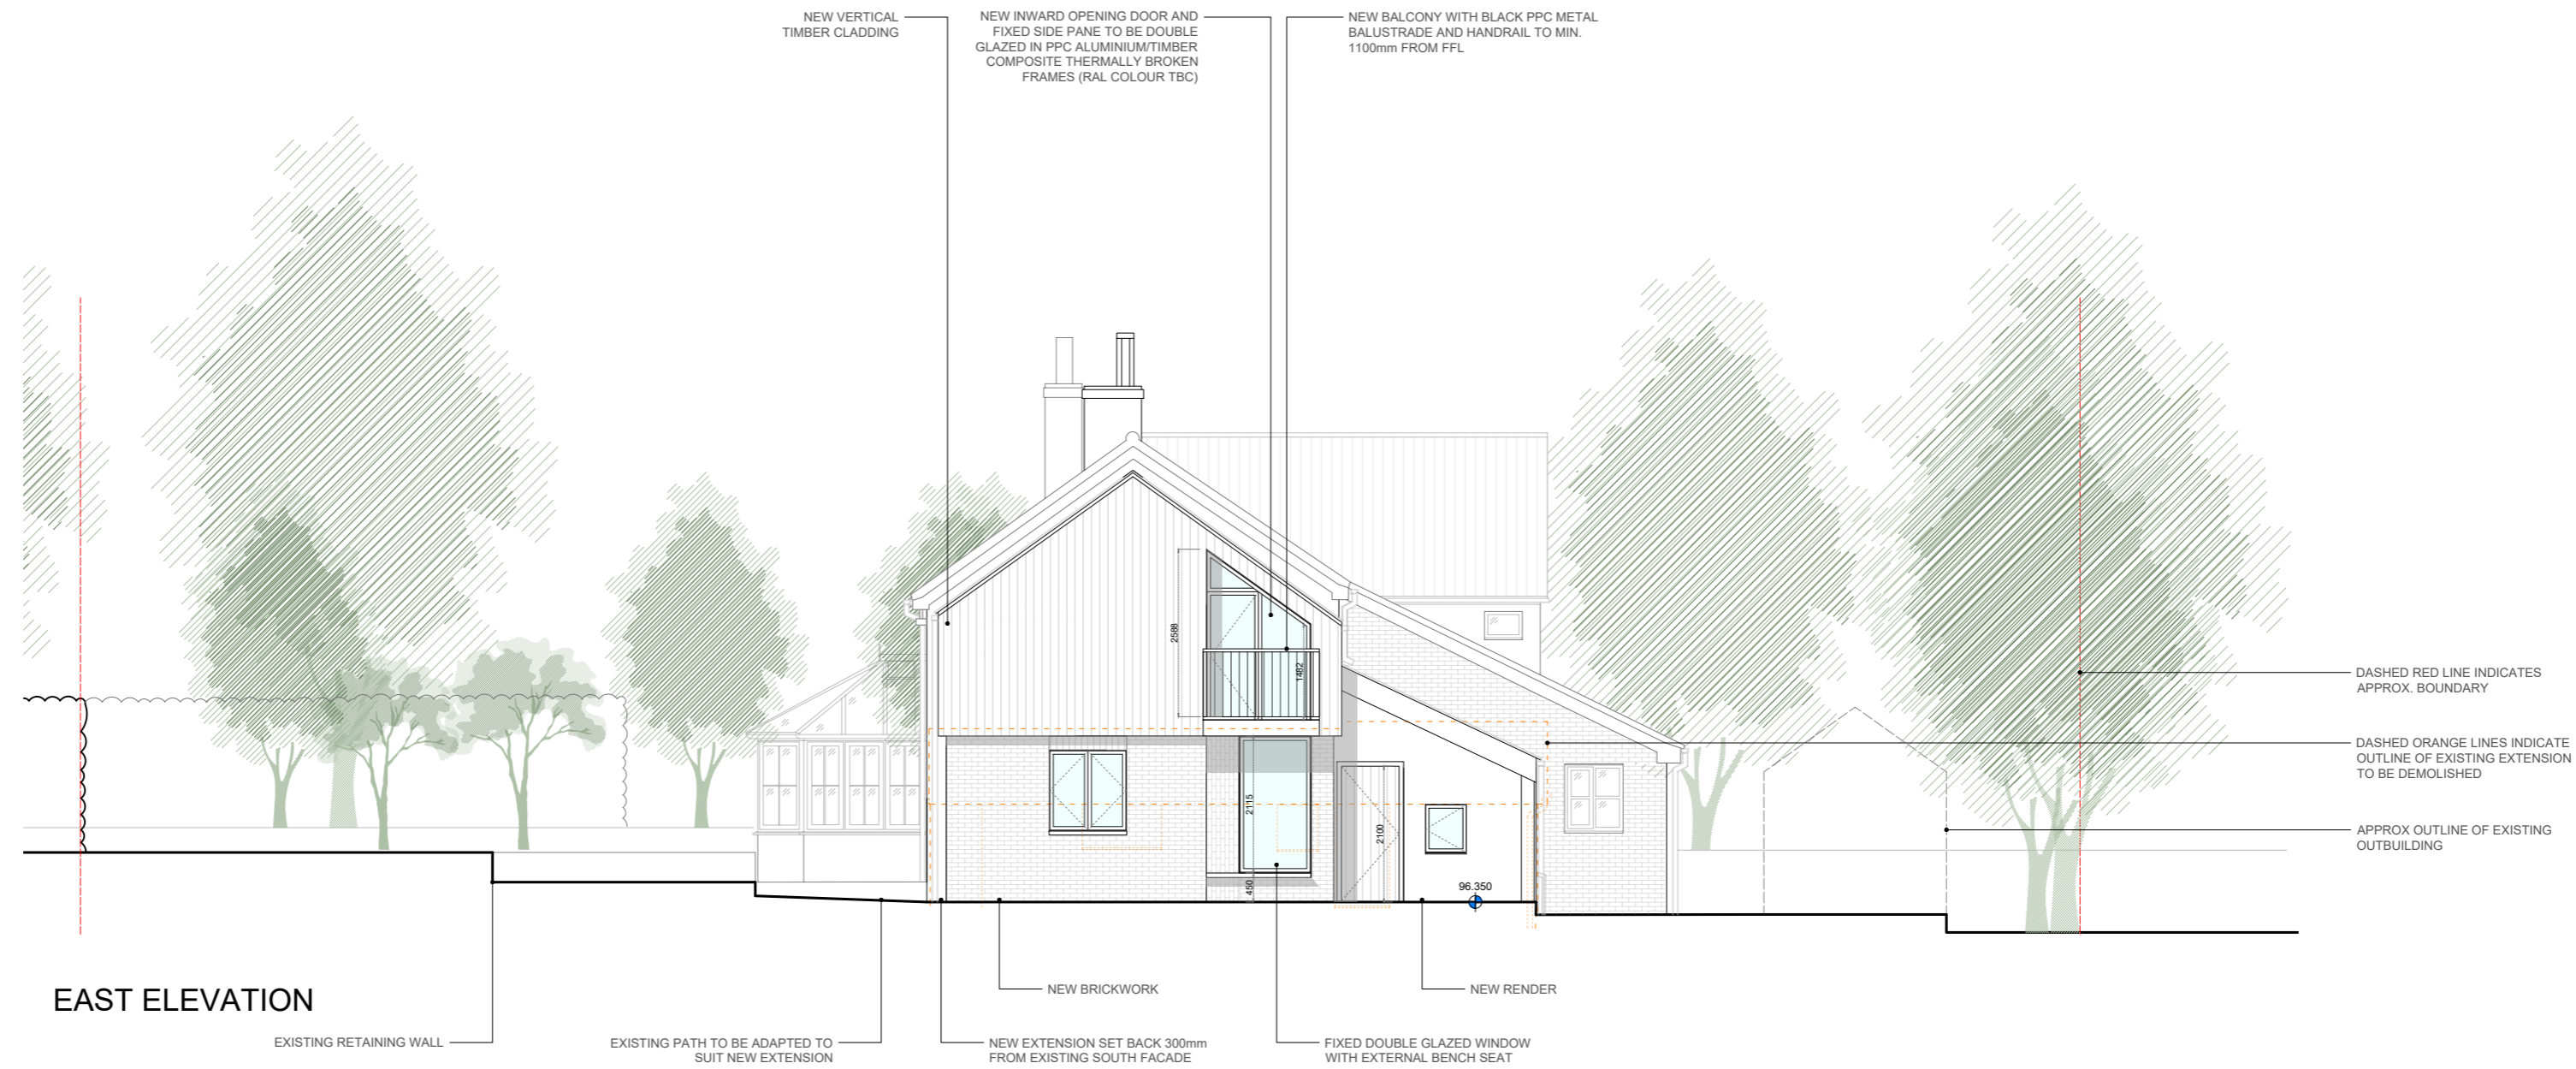 NEW VERTICAL
TIMBER CLADDING
NEW INWARD OPENING DOOR AND
FIXED SIDE PANE TO BE DOUBLE
GLAZED IN PPC ALUMINIUM/TIMBER
COMPOSITE THERMALLY BROKEN
FRAMES (RAL COLOUR TBC)
NEW BALCONY WITH BLACK PPC METAL
BALUSTRADE AND HANDRAIL TO MIN.
1100mm FROM FFL
2588
1482
DASHED RED LINE INDICATES
APPROX. BOUNDARY
DASHED ORANGE LINES INDICATE
OUTLINE OF EXISTING EXTENSION
TO BE DEMOLISHED
2115
2100
APPROX OUTLINE OF EXISTING
OUTBUILDING
450
96.350
EAST ELEVATION
NEW BRICKWORK
NEW RENDER
EXISTING RETAINING WALL
EXISTING PATH TO BE ADAPTED TO
SUIT NEW EXTENSION
NEW EXTENSION SET BACK 300mm
FROM EXISTING SOUTH FACADE
FIXED DOUBLE GLAZED WINDOW
WITH EXTERNAL BENCH SEAT